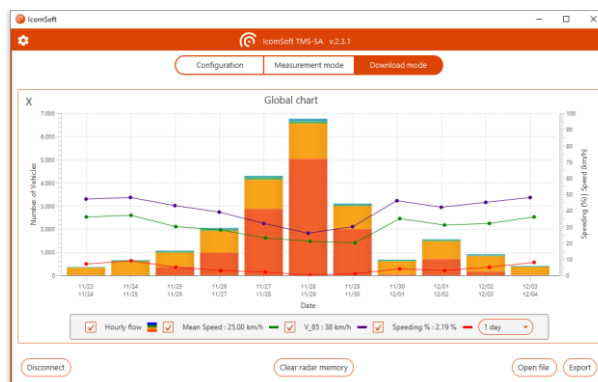 IcomSoft
IcomSoft TMS-SA v.2.3.1
Configuration Measurement mode Download mode
X
Global chart
Number of Vehicles
7.000
6.000
5.000
4.000
3.000
2.000
1.000
0
100
90
80
70
60
50
40
30
20
10
0
Speeding (%)| Speed (km/h)
11/23 11/24 11/25 11/26 11/27 11/28 11/29 11/30 12/01 12/02 12/03
11/24 11/25 11/26 11/27 11/28 11/29 11/30 12/01 12/02 12/03 12/04
Date
Hourly flow Mean Speed : 25.00 km/h V_85 : 38 km/h Speeding % : 2.19 % 1 day
Disconnect Clear radar memory Open file Export